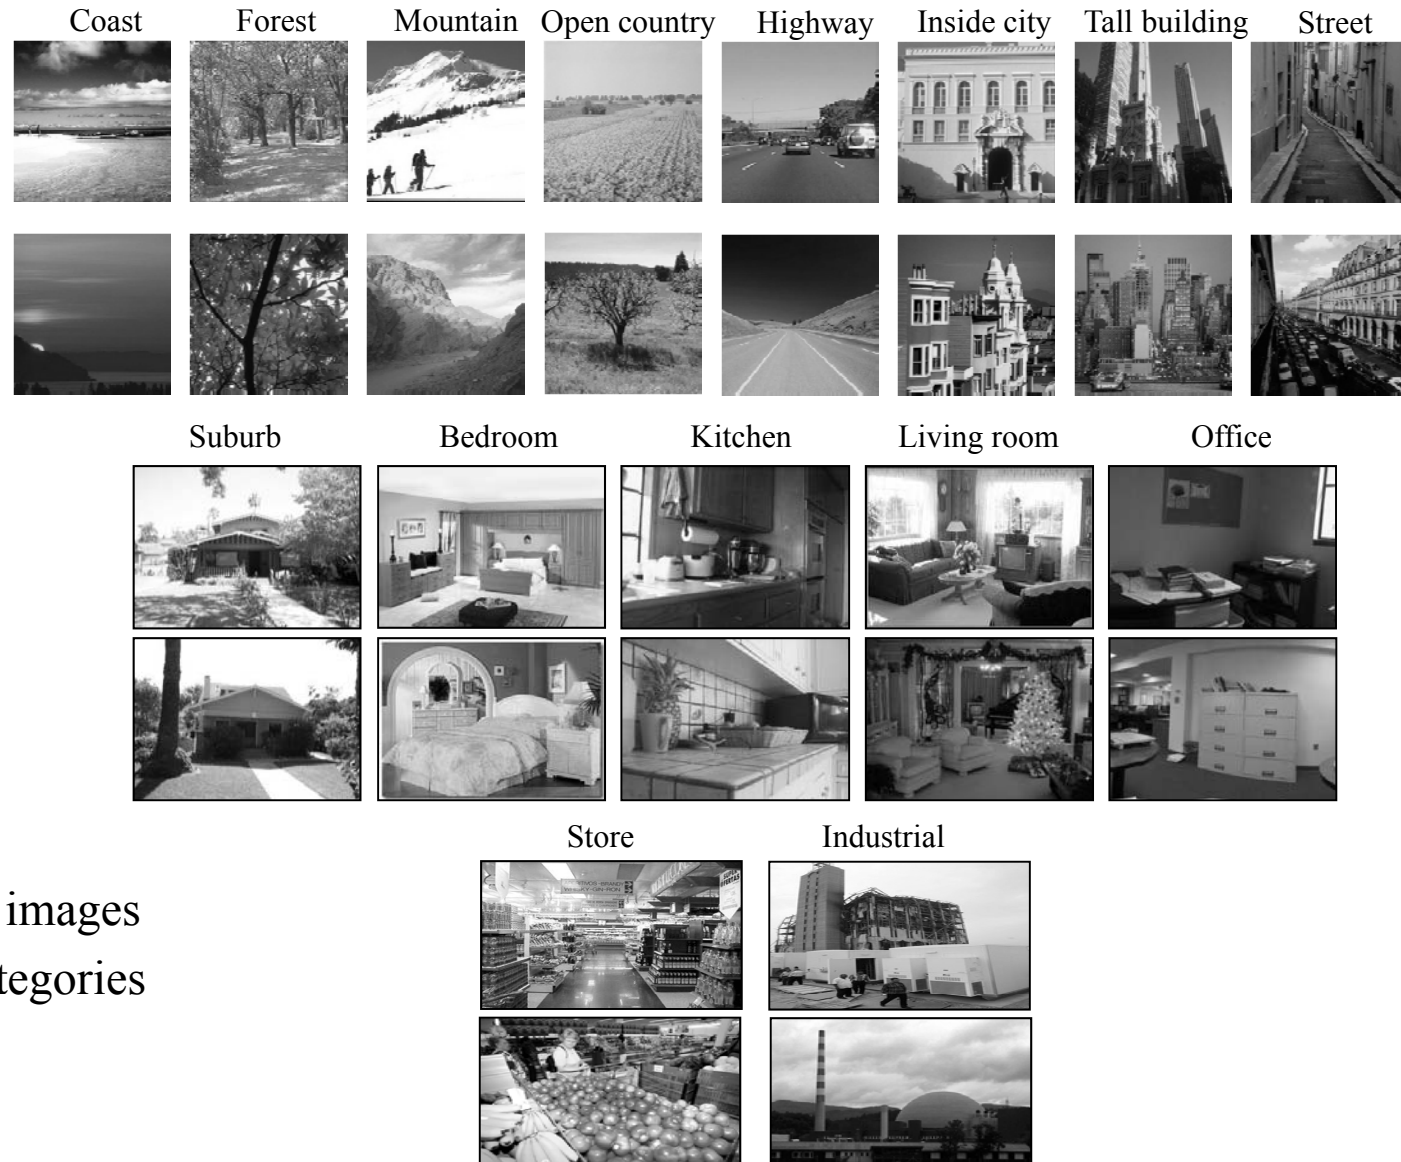 Coast Forest Mountain Open country Highway Inside city Tall building Street
Suburb Bedroom Kitchen Living room Office
Store Industrial
images
tegories